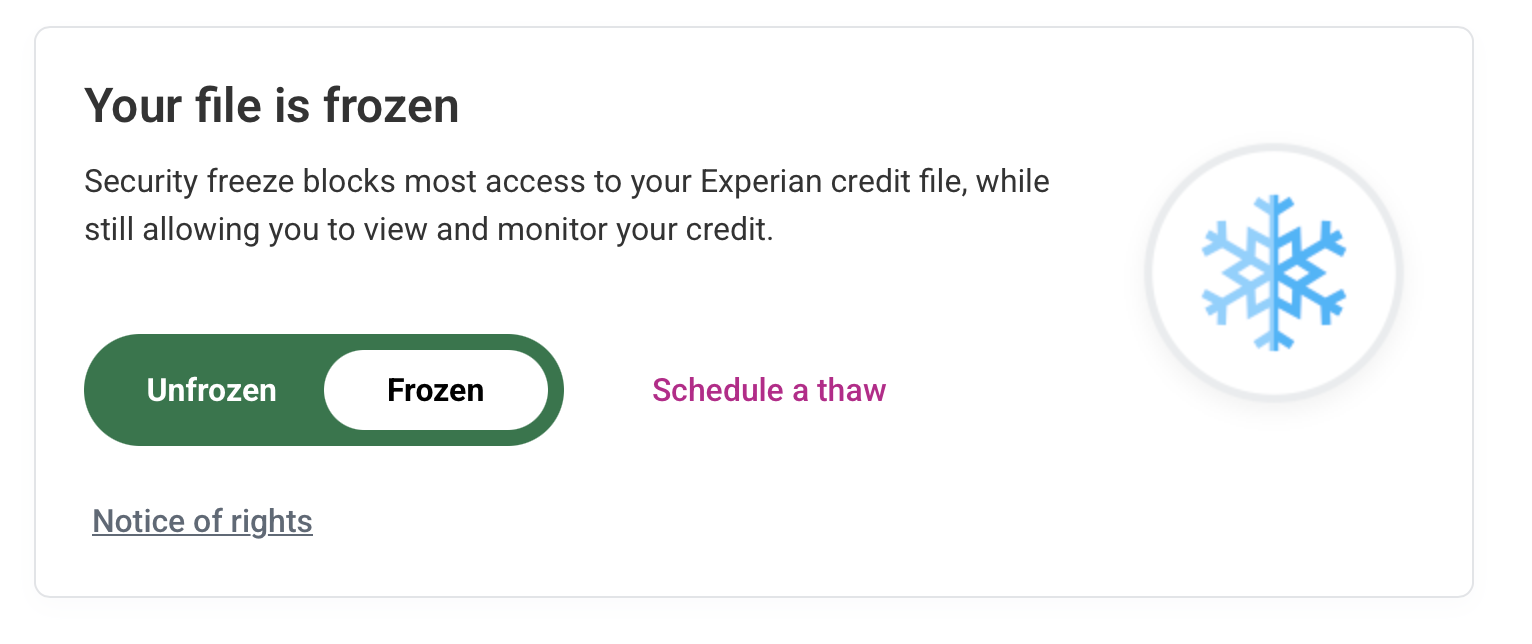 Your file is frozen
Security freeze blocks most access to your Experian credit file, while
still allowing you to view and monitor your credit.
Unfrozen Frozen Schedule a thaw
Notice of rights